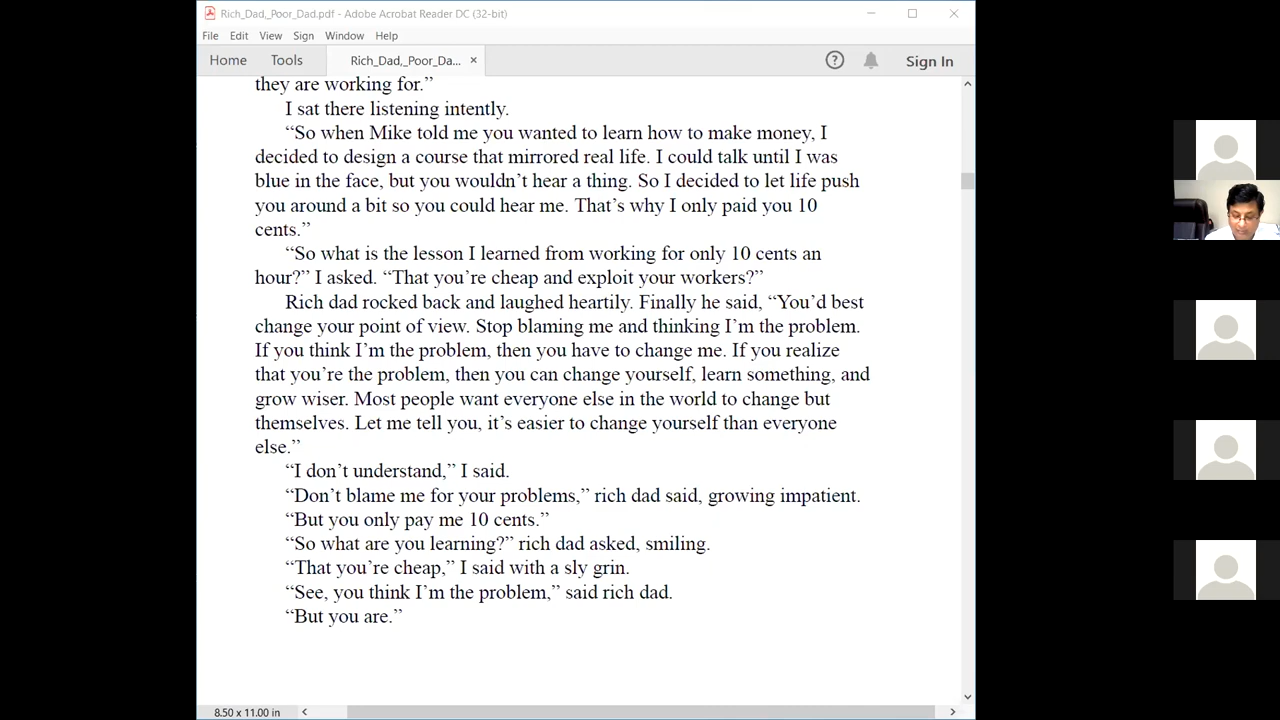 Rich_Dad,_Poor_Dad.pdf - Adobe Acrobat Reader DC (32-bit)
File Edit View Sign Window Help
Home Tools Rich_Dad,_Poor_Da... × Sign In
they are working for.”
I sat there listening intently.
“So when Mike told me you wanted to learn how to make money, I
decided to design a course that mirrored real life. I could talk until I was
blue in the face, but you wouldn’t hear a thing. So I decided to let life push
you around a bit so you could hear me. That’s why I only paid you 10
cents.”
“So what is the lesson I learned from working for only 10 cents an
hour?” I asked. “That you’re cheap and exploit your workers?”
Rich dad rocked back and laughed heartily. Finally he said, “You’d best
change your point of view. Stop blaming me and thinking I’m the problem.
If you think I’m the problem, then you have to change me. If you realize
that you’re the problem, then you can change yourself, learn something, and
grow wiser. Most people want everyone else in the world to change but
themselves. Let me tell you, it’s easier to change yourself than everyone
else.”
“I don’t understand,” I said.
“Don’t blame me for your problems,” rich dad said, growing impatient.
“But you only pay me 10 cents.”
“So what are you learning?” rich dad asked, smiling.
“That you’re cheap,” I said with a sly grin.
“See, you think I’m the problem,” said rich dad.
“But you are.”
8.50 x 11.00 in